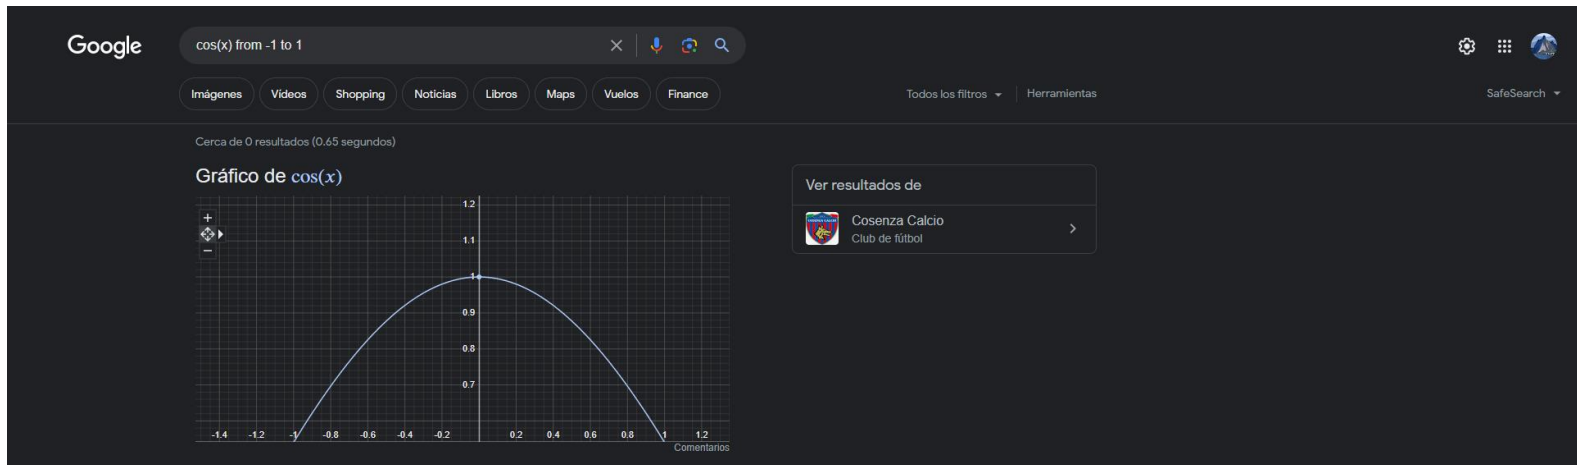 Google
cos(x) from -1 to 1
Imágenes Vídeos Shopping Noticias Libros Maps Vuelos Finance
Todos los filtros Herramientas
SafeSearch
Cerca de 0 resultados (0.65 segundos)
Gráfico de cos(x)
+
−
1.2
1.1
1
0.9
0.8
0.7
-1.4 -1.2 -1 -0.8 -0.6 -0.4 -0.2 0.2 0.4 0.6 0.8 1 1.2
Comentarios
Ver resultados de
Cosenza Calcio
Club de fútbol